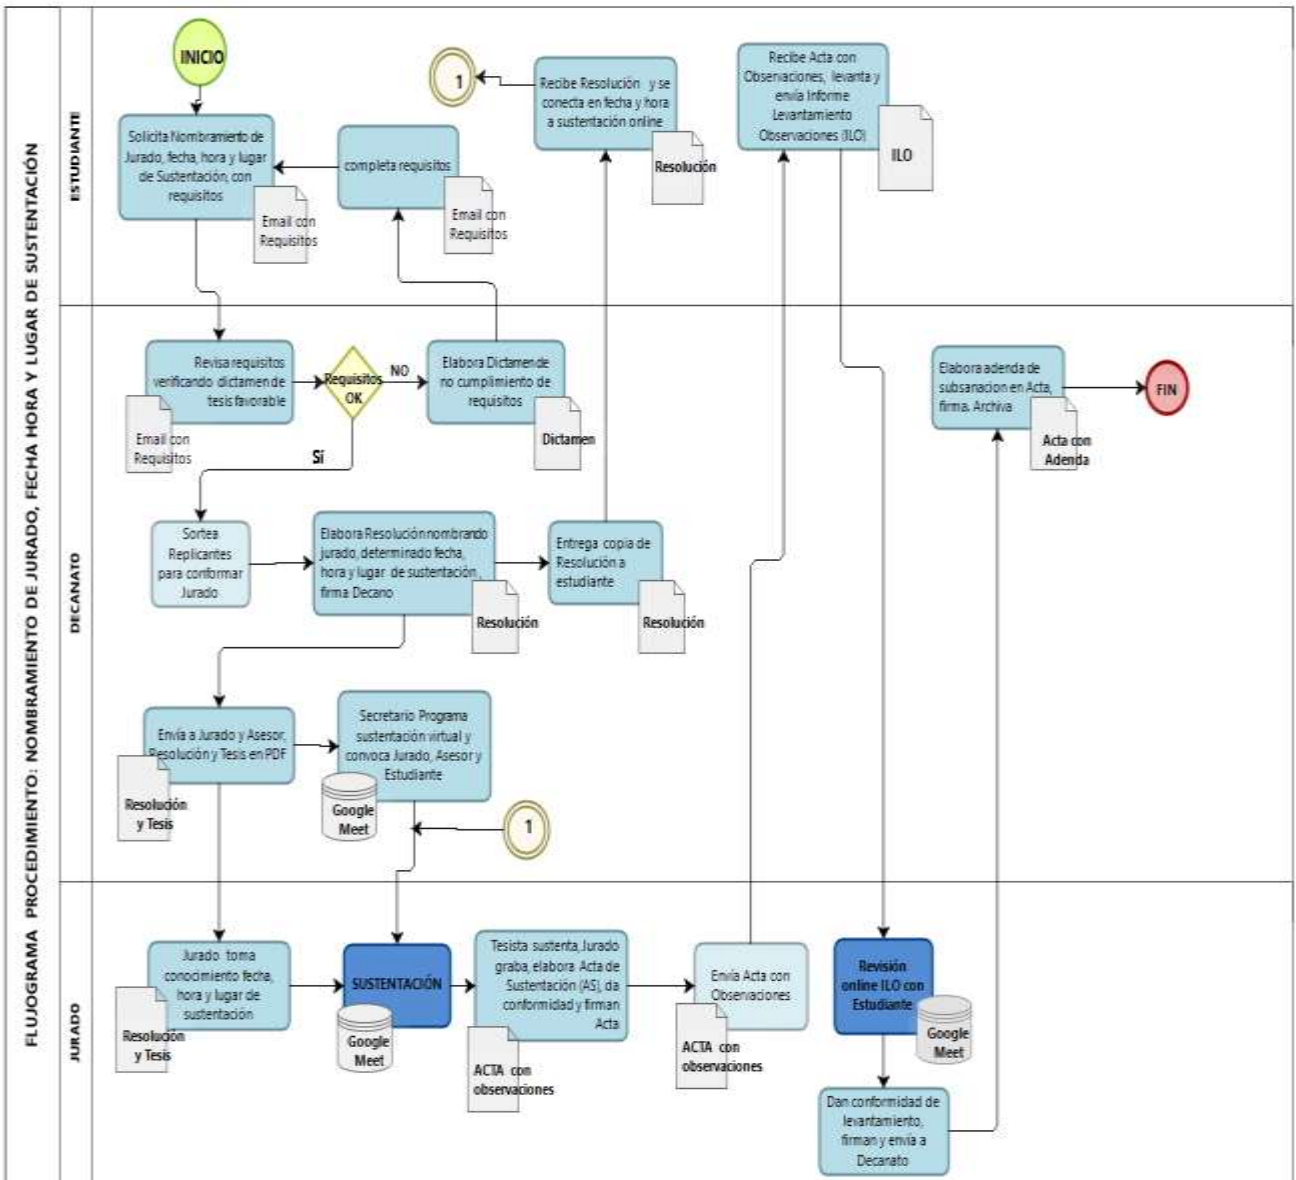 FLUJOGRAMA PROCEDIMIENTO: NOMBRAMIENTO DE JURADO, FECHA HORA Y LUGAR DE SUSTENTACIÓN
ESTUDIANTE
INICIO
Solicita Nombramiento de
Jurado, fecha, hora y lugar
de Sustentación, con
requisitos
Email con
Requisitos
completa requisitos
Email con
Requisitos
1
Recibe Resolución y se
conecta en fecha y hora
a sustentación online
Resolución
Recibe Acta con
Observaciones, levanta y
envía Informe
Levantamiento
Observaciones (ILO)
ILO
DECANATO
Revisa requisitos
verificando dictamen de
tesis favorable
Email con
Requisitos
Requisitos
OK
NO
Sí
Elabora Dictamen de
no cumplimiento de
requisitos
Dictamen
Sortea
Replicantes
para conformar
Jurado
Elabora Resolución nombrando
jurado, determinado fecha,
hora y lugar de sustentación,
firma Decano
Resolución
Entrega copia de
Resolución a
estudiante
Resolución
Envía a Jurado y Asesor,
Resolución y Tesis en PDF
Resolución
y Tesis
Secretario Programa
sustentación virtual y
convoca Jurado, Asesor y
Estudiante
Google
Meet
1
Elabora adenda de
subsanacion en Acta,
firma. Archiva
Acta con
Adenda
FIN
JURADO
Jurado toma
conocimiento fecha,
hora y lugar de
sustentación
Resolución
y Tesis
SUSTENTACIÓN
Google
Meet
Tesista sustenta, Jurado
graba, elabora Acta de
Sustentación (AS), da
conformidad y firman
Acta
ACTA con
observaciones
Envía Acta con
Observaciones
ACTA con
observaciones
Revisión
online ILO con
Estudiante
Google
Meet
Dan conformidad de
levantamiento,
firman y envía a
Decanato